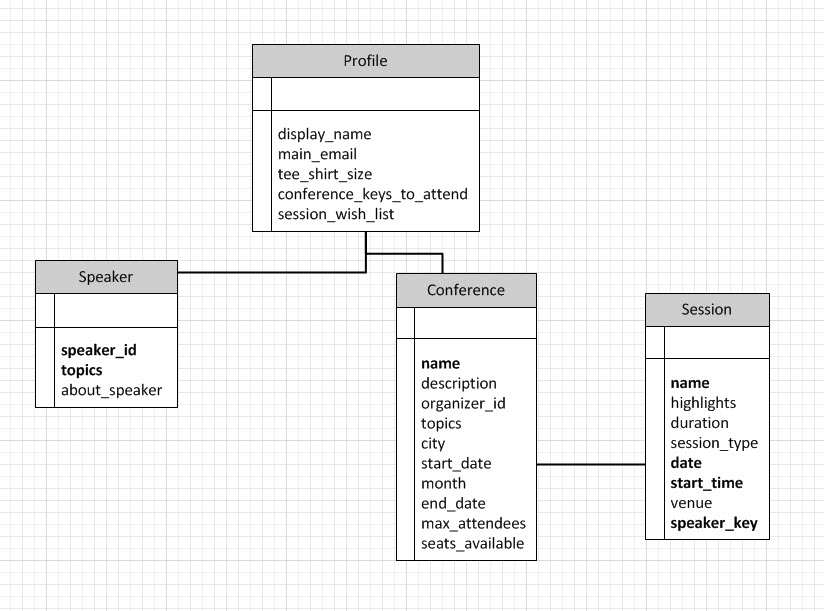 Profile
display_name
main_email
tee_shirt_size
conference_keys_to_attend
session_wish_list
Speaker
speaker_id
topics
about_speaker
Conference
name
description
organizer_id
topics
city
start_date
month
end_date
max_attendees
seats_available
Session
name
highlights
duration
session_type
date
start_time
venue
speaker_key